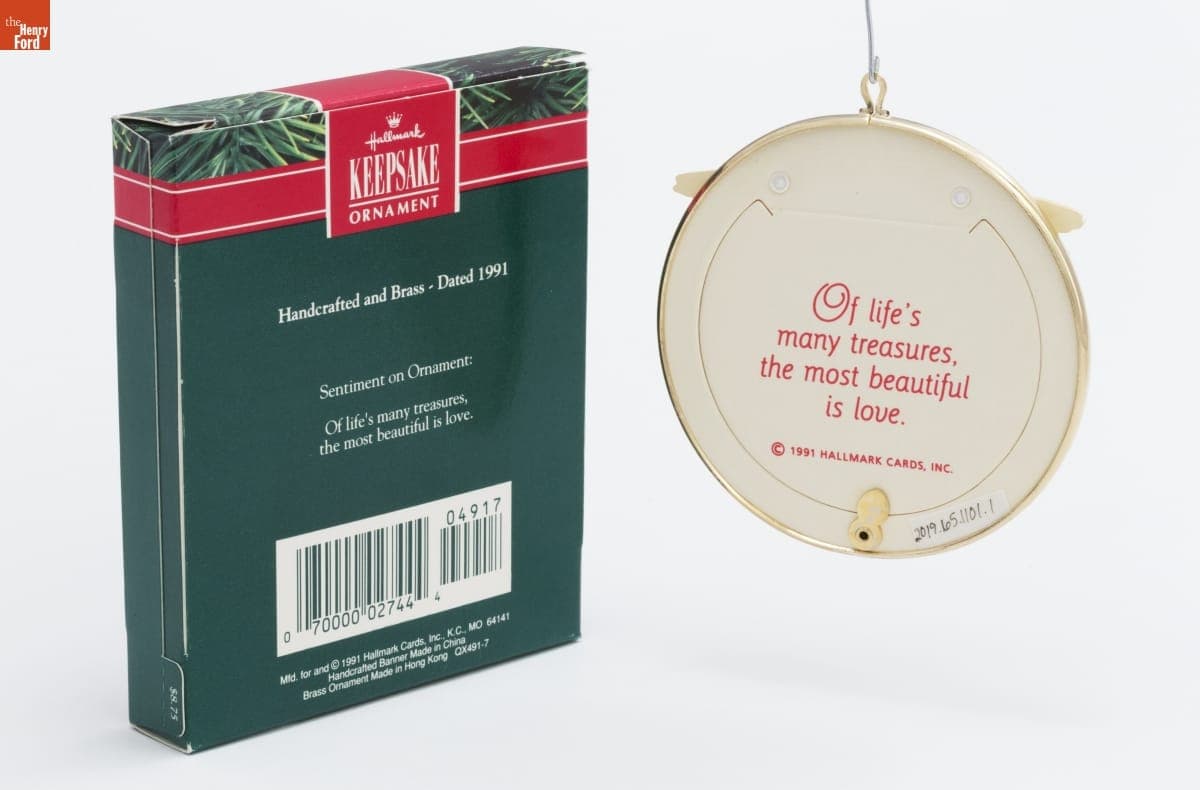 the
Henry
Ford
Hallmark
KEEPSAKE
ORNAMENT
Handcrafted and Brass - Dated 1991
Sentiment on Ornament:
Of life's many treasures,
the most beautiful is love.
04917
0 70000 02744 4
Mfd. for and © 1991 Hallmark Cards, Inc., K.C., MO 64141
Handcrafted Banner Made in China
Brass Ornament Made in Hong Kong QX491-7
$8.75
Of life's
many treasures,
the most beautiful
is love.
© 1991 HALLMARK CARDS, INC.
2019.65.1101.1